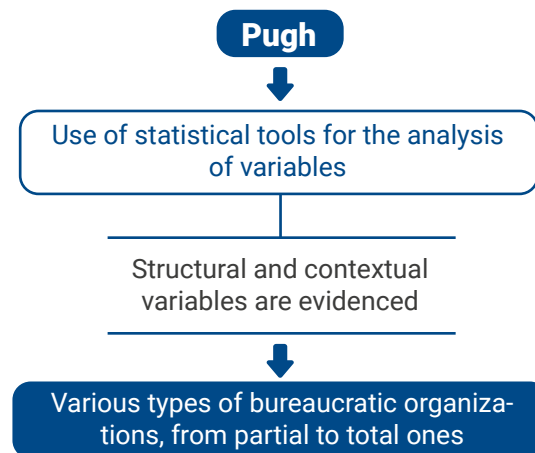 Pugh
Use of statistical tools for the analysis
of variables
Structural and contextual
variables are evidenced
Various types of bureaucratic organiza-
tions, from partial to total ones